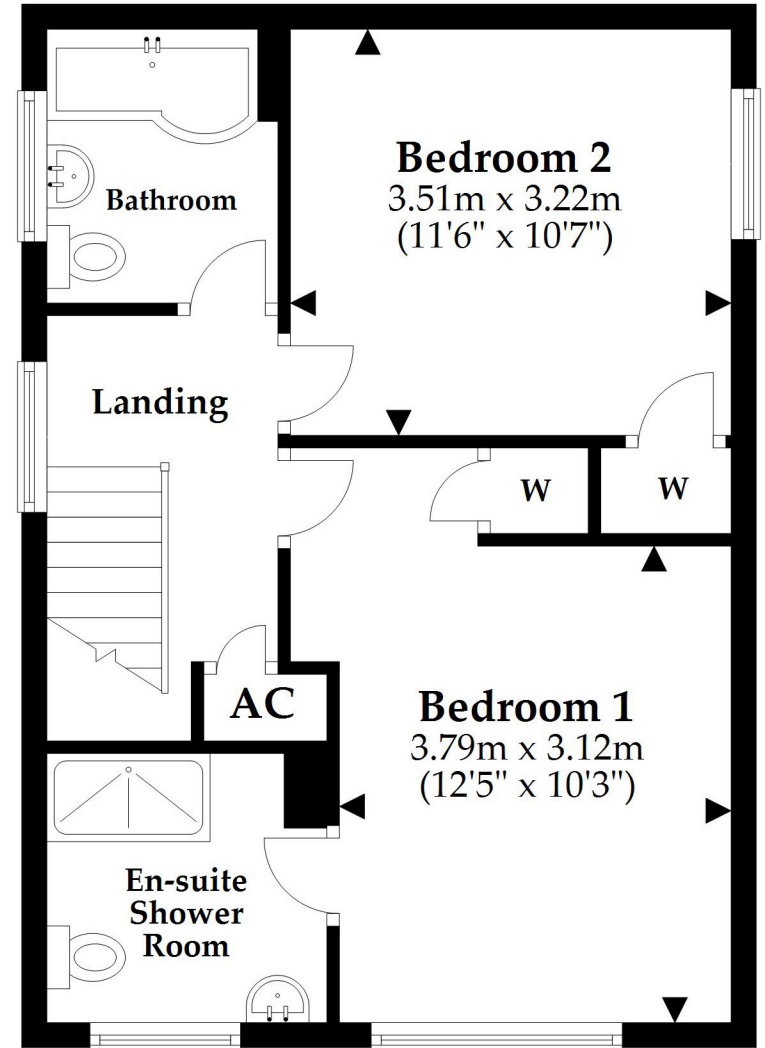 Bedroom 2
3.51m x 3.22m
(11'6" x 10'7")
Bathroom
Landing
W
W
AC
Bedroom 1
3.79m x 3.12m
(12'5" x 10'3")
En-suite
Shower
Room